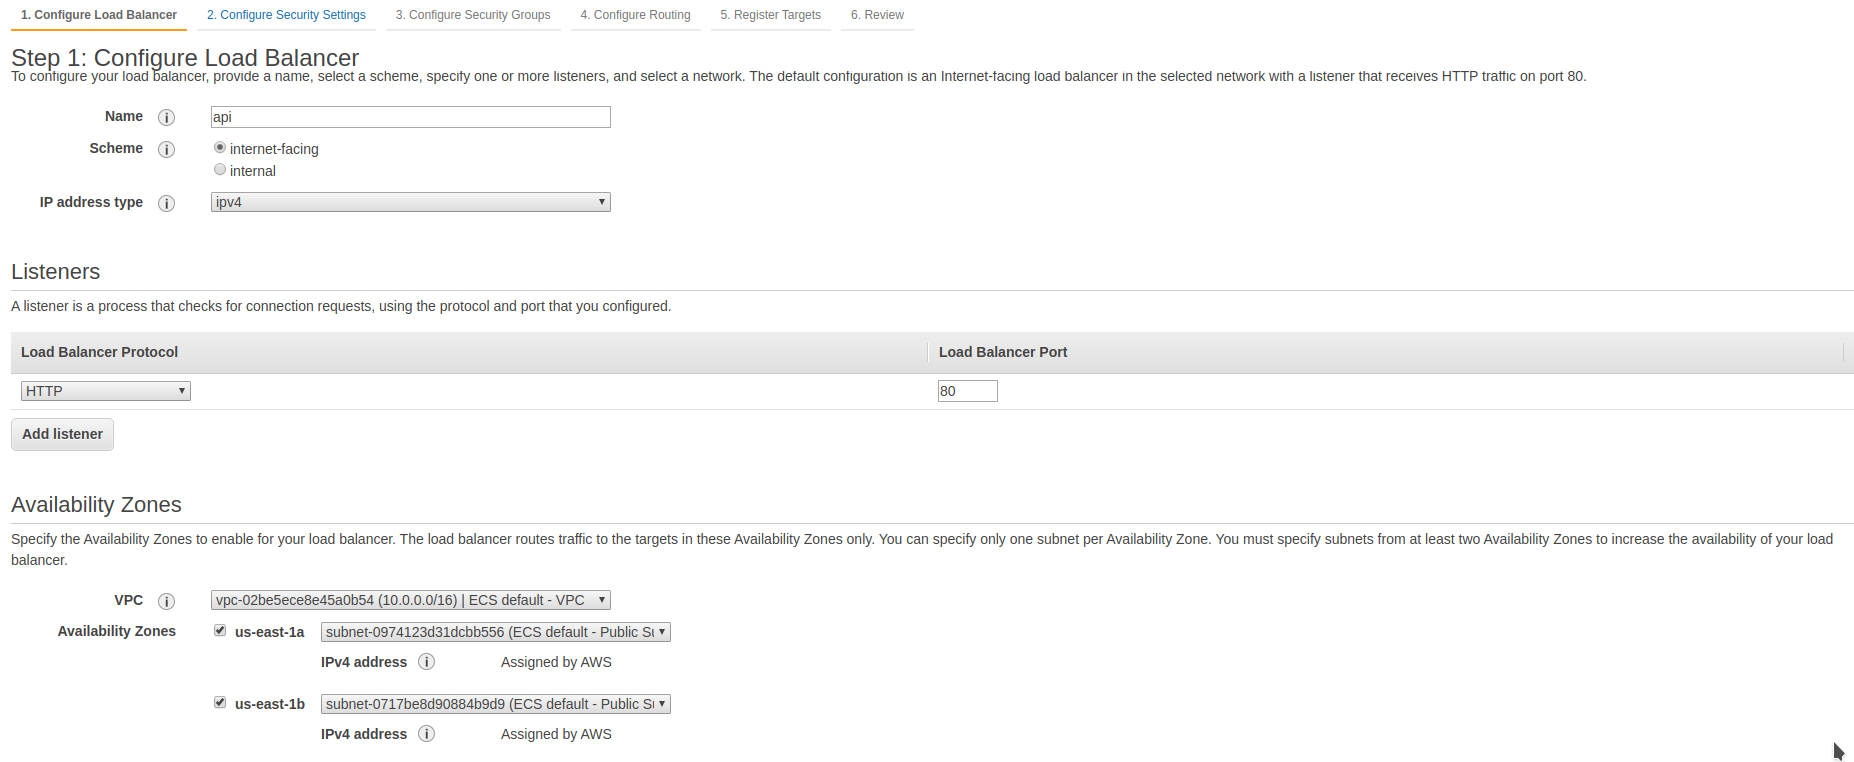 1. Configure Load Balancer 2. Configure Security Settings 3. Configure Security Groups 4. Configure Routing 5. Register Targets 6. Review
Step 1: Configure Load Balancer
To configure your load balancer, provide a name, select a scheme, specify one or more listeners, and select a network. The default configuration is an Internet-facing load balancer in the selected network with a listener that receives HTTP traffic on port 80.
Name i api
Scheme i internet-facing
internal
IP address type i ipv4
Listeners
A listener is a process that checks for connection requests, using the protocol and port that you configured.
Load Balancer Protocol Load Balancer Port
HTTP 80
Add listener
Availability Zones
Specify the Availability Zones to enable for your load balancer. The load balancer routes traffic to the targets in these Availability Zones only. You can specify only one subnet per Availability Zone. You must specify subnets from at least two Availability Zones to increase the availability of your load
balancer.
VPC i vpc-02be5ece8e45a0b54 (10.0.0.0/16) | ECS default - VPC
Availability Zones us-east-1a subnet-0974123d31dcbb556 (ECS default - Public Su
IPv4 address i Assigned by AWS
us-east-1b subnet-0717be8d90884b9d9 (ECS default - Public Su
IPv4 address i Assigned by AWS